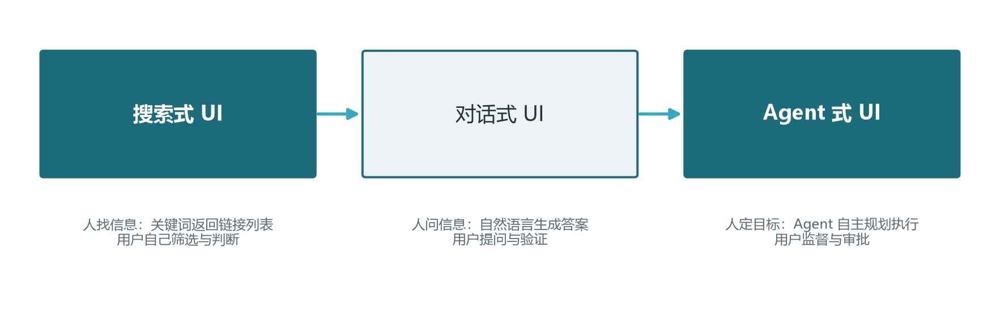 搜索式 UI
对话式 UI
Agent 式 UI
人找信息：关键词返回链接列表
用户自己筛选与判断
人问信息：自然语言生成答案
用户提问与验证
人定目标：Agent 自主规划执行
用户监督与审批